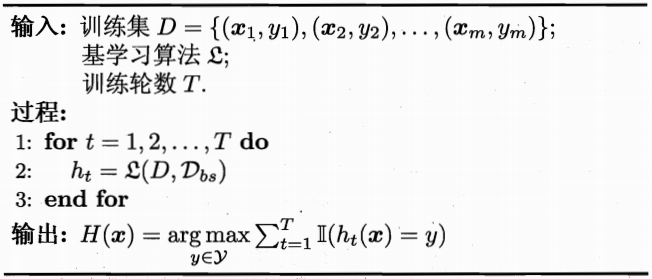 输入: 训练集 D = {(x₁, y₁), (x₂, y₂), . . . , (xₘ, yₘ)};
基学习算法 𝔏;
训练轮数 T.
过程:
1: for t = 1, 2, . . . , T do
2: hₜ = 𝔏(D, 𝒟_bs)
3: end for
输出: H(x) = arg max_{y∈𝒴} ∑_{t=1}^{T} 𝕀(hₜ(x) = y)